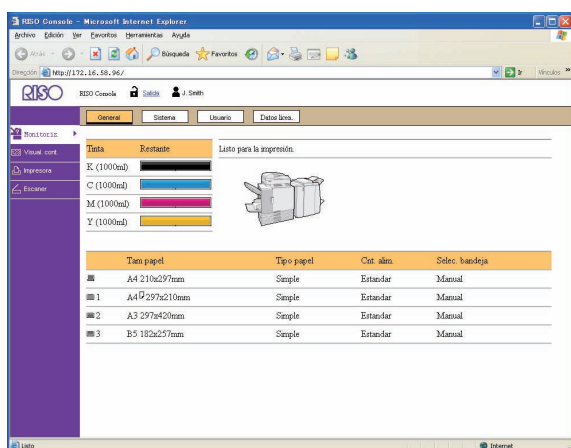 RISO Console - Microsoft Internet Explorer
Archivo Edición Ver Favoritos Herramientas Ayuda
Atrás Búsqueda Favoritos
Dirección http://172.16.58.96/ Ir Vínculos
RISO RISO Console Salida J. Smith
General Sistema Usuario Datos licen.
Monitoriz.
Visual. cont.
Impresora
Escaner
Tinta Restante Listo para la impresión.
K (1000ml)
C (1000ml)
M (1000ml)
Y (1000ml)
Tam papel Tipo papel Cnt. alim. Selec. bandeja
A4 210x297mm Simple Estandar Manual
1 A4 297x210mm Simple Estandar Manual
2 A3 297x420mm Simple Estandar Manual
3 B5 182x257mm Simple Estandar Manual
Listo Internet